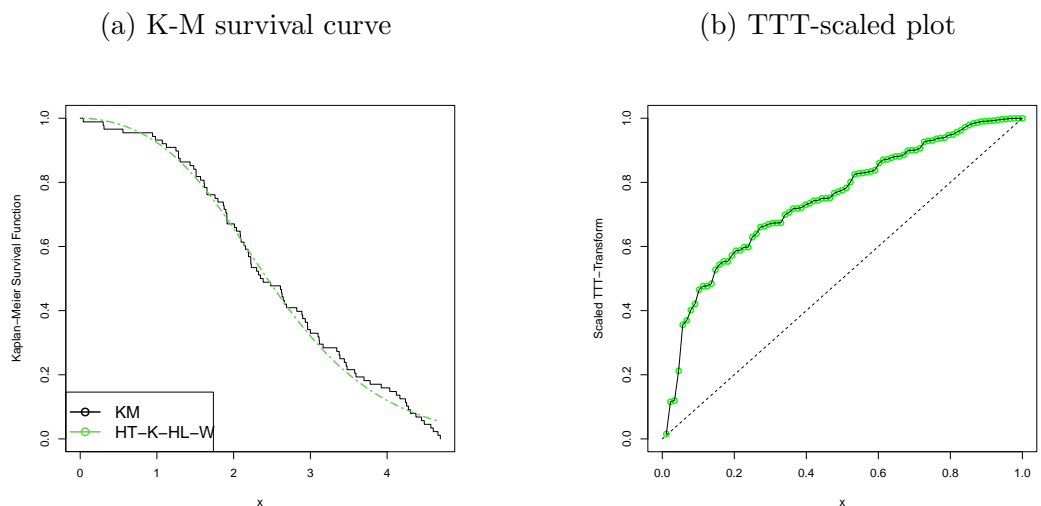 (a) K-M survival curve
(b) TTT-scaled plot
Kaplan−Meier Survival Function
1.0
0.8
0.6
0.4
0.2
0.0
KM
HT−K−HL−W
0 1 2 3 4
x
Scaled TTT−Transform
1.0
0.8
0.6
0.4
0.2
0.0
0.0 0.2 0.4 0.6 0.8 1.0
x